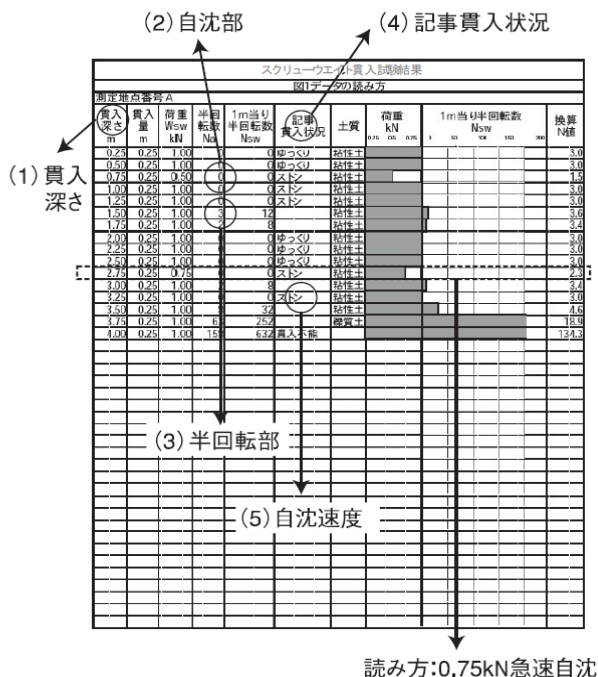 (2)自沈部
(4)記事貫入状況
スクリューウエイト貫入試験結果
図1データの読み方
測定地点番号A
貫入深さ m 貫入量 m 荷重 Wsw kN 半回転数 Na 1m当り半回転数 Nsw 記事貫入状況 土質 荷重 kN 0.25 0.5 0.75 1m当り半回転数 Nsw 0 50 100 150 200 換算N値
0.25 0.25 1.00 0 0 ゆっくり 粘性土 3.0
0.50 0.25 1.00 0 0 ゆっくり 粘性土 3.0
0.75 0.25 0.50 0 0 ストン 粘性土 1.5
1.00 0.25 1.00 0 0 ストン 粘性土 3.0
1.25 0.25 1.00 0 0 ストン 粘性土 3.0
1.50 0.25 1.00 3 12 粘性土 3.6
1.75 0.25 1.00 8 粘性土 3.4
2.00 0.25 1.00 0 ゆっくり 粘性土 3.0
2.25 0.25 1.00 0 ゆっくり 粘性土 3.0
2.50 0.25 1.00 0 ゆっくり 粘性土 3.0
2.75 0.25 0.75 0 ストン 粘性土 2.3
3.00 0.25 1.00 8 粘性土 3.4
3.25 0.25 1.00 0 ストン 粘性土 3.0
3.50 0.25 1.00 32 粘性土 4.6
3.75 0.25 1.00 63 252 礫質土 18.9
4.00 0.25 1.00 158 632 貫入不能 134.3
(1)貫入
深さ
(3)半回転部
(5)自沈速度
読み方:0.75kN急速自沈